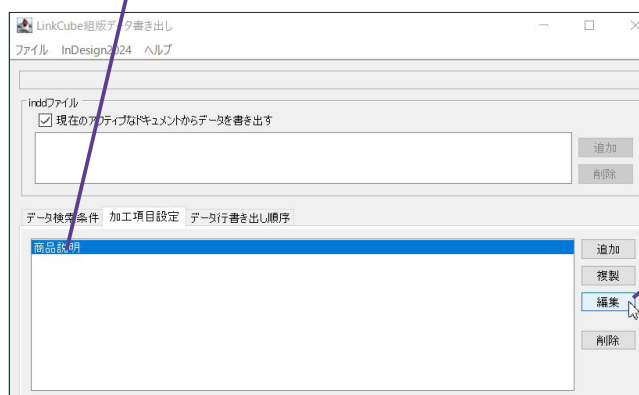 LinkCube組版データ書き出し
ファイル InDesign2024 ヘルプ
inddファイル
現在のアクティブなドキュメントからデータを書き出す
追加
削除
データ検索条件 加工項目設定 データ行書き出し順序
商品説明
追加
複製
編集
削除